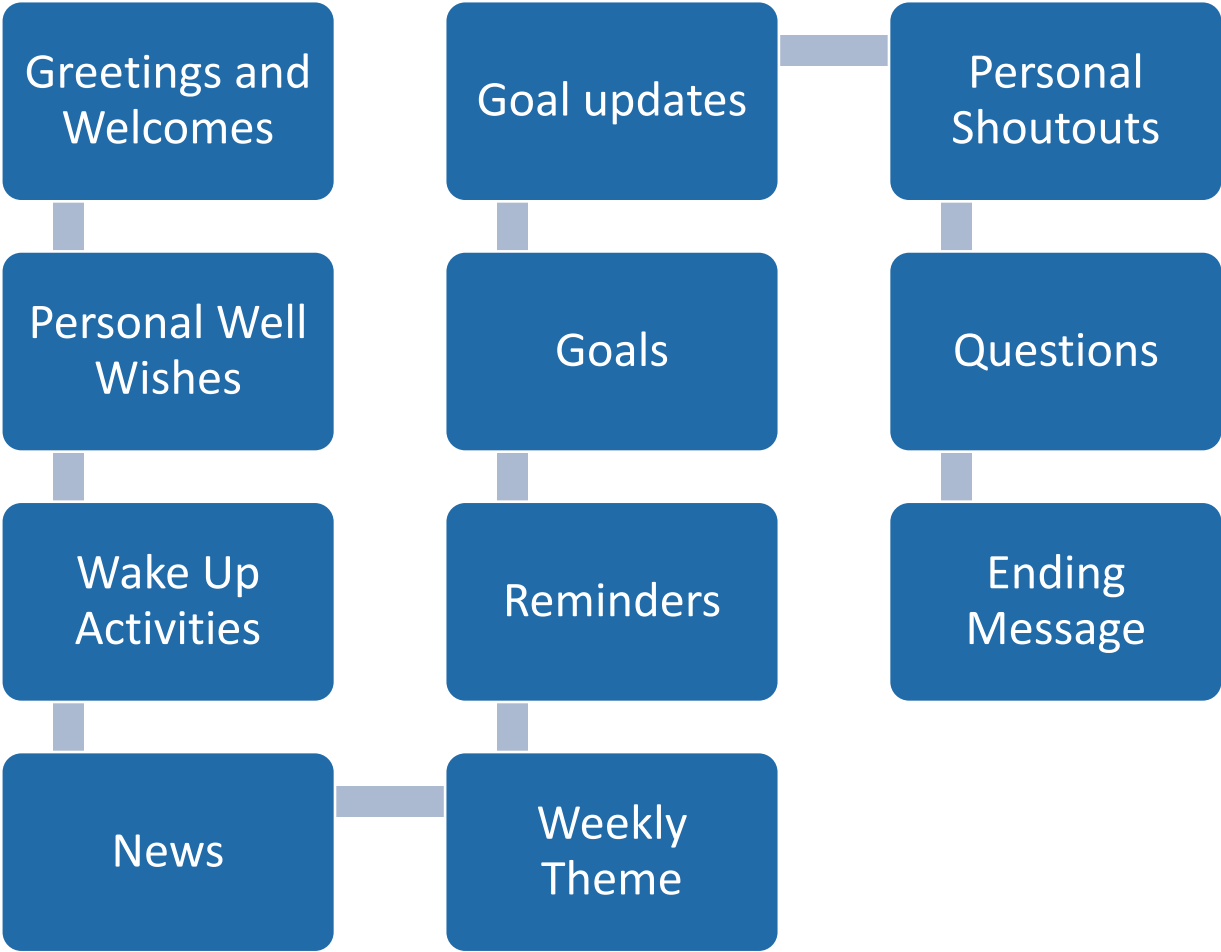 Greetings and
Welcomes
Personal Well
Wishes
Wake Up
Activities
News
Weekly
Theme
Reminders
Goals
Goal updates
Personal
Shoutouts
Questions
Ending
Message